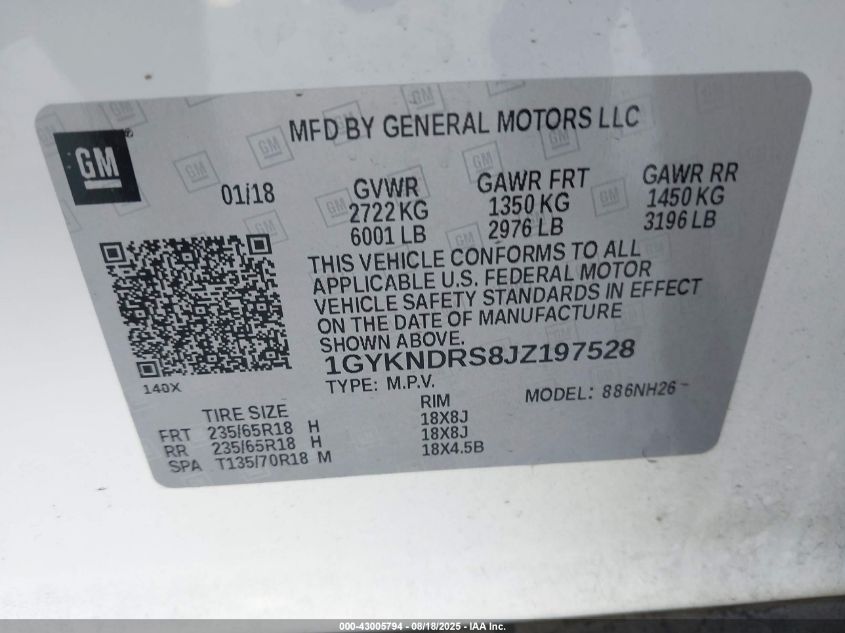 GM
MFD BY GENERAL MOTORS LLC
01/18
GVWR
2722 KG
6001 LB
GAWR FRT
1350 KG
2976 LB
GAWR RR
1450 KG
3196 LB
THIS VEHICLE CONFORMS TO ALL
APPLICABLE U.S. FEDERAL MOTOR
VEHICLE SAFETY STANDARDS IN EFFECT
ON THE DATE OF MANUFACTURE
SHOWN ABOVE.
1GYKNDRS8JZ197528
TYPE: M.P.V.
MODEL: 886NH26
140X
TIRE SIZE
RIM
FRT 235/65R18 H 18X8J
RR 235/65R18 H 18X8J
SPA T135/70R18 M 18X4.5B
000-43005794 - 08/18/2025 - IAA Inc.